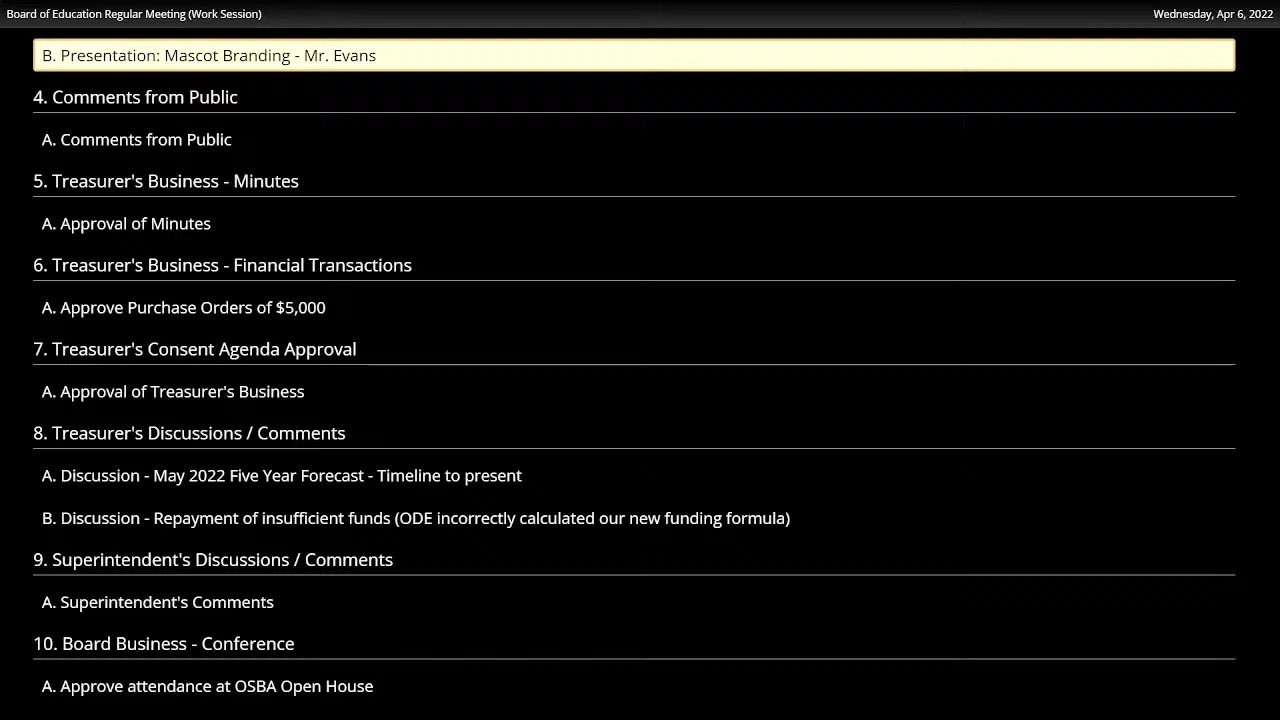 Board of Education Regular Meeting (Work Session)
Wednesday, Apr 6, 2022
B. Presentation: Mascot Branding - Mr. Evans
4. Comments from Public
A. Comments from Public
5. Treasurer's Business - Minutes
A. Approval of Minutes
6. Treasurer's Business - Financial Transactions
A. Approve Purchase Orders of $5,000
7. Treasurer's Consent Agenda Approval
A. Approval of Treasurer's Business
8. Treasurer's Discussions / Comments
A. Discussion - May 2022 Five Year Forecast - Timeline to present
B. Discussion - Repayment of insufficient funds (ODE incorrectly calculated our new funding formula)
9. Superintendent's Discussions / Comments
A. Superintendent's Comments
10. Board Business - Conference
A. Approve attendance at OSBA Open House